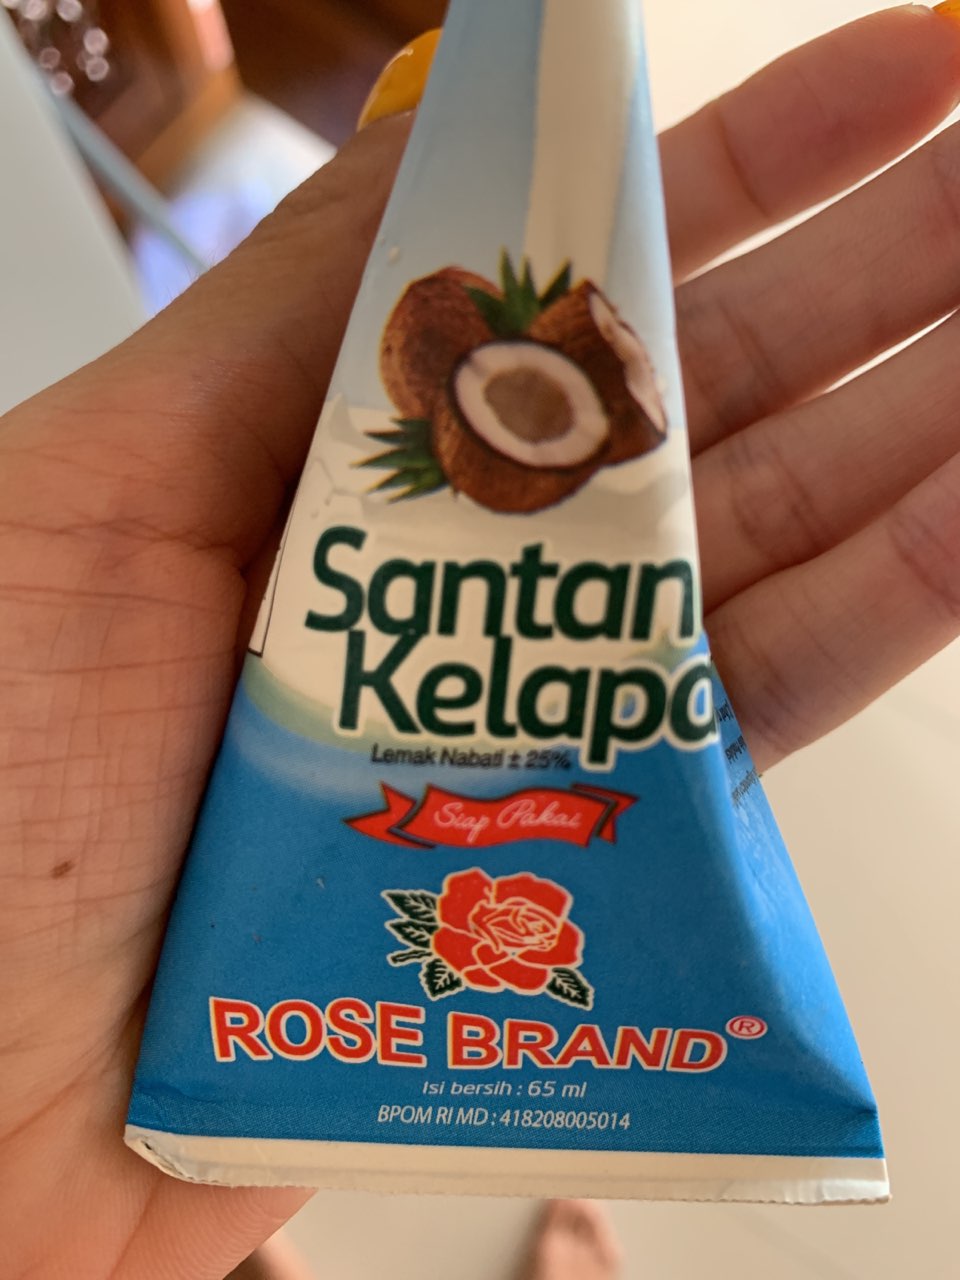 Santan
Kelapa
Lemak Nabati ± 25%
Siap Pakai
ROSE BRAND®
Isi bersih : 65 ml
BPOM RI MD : 418208005014